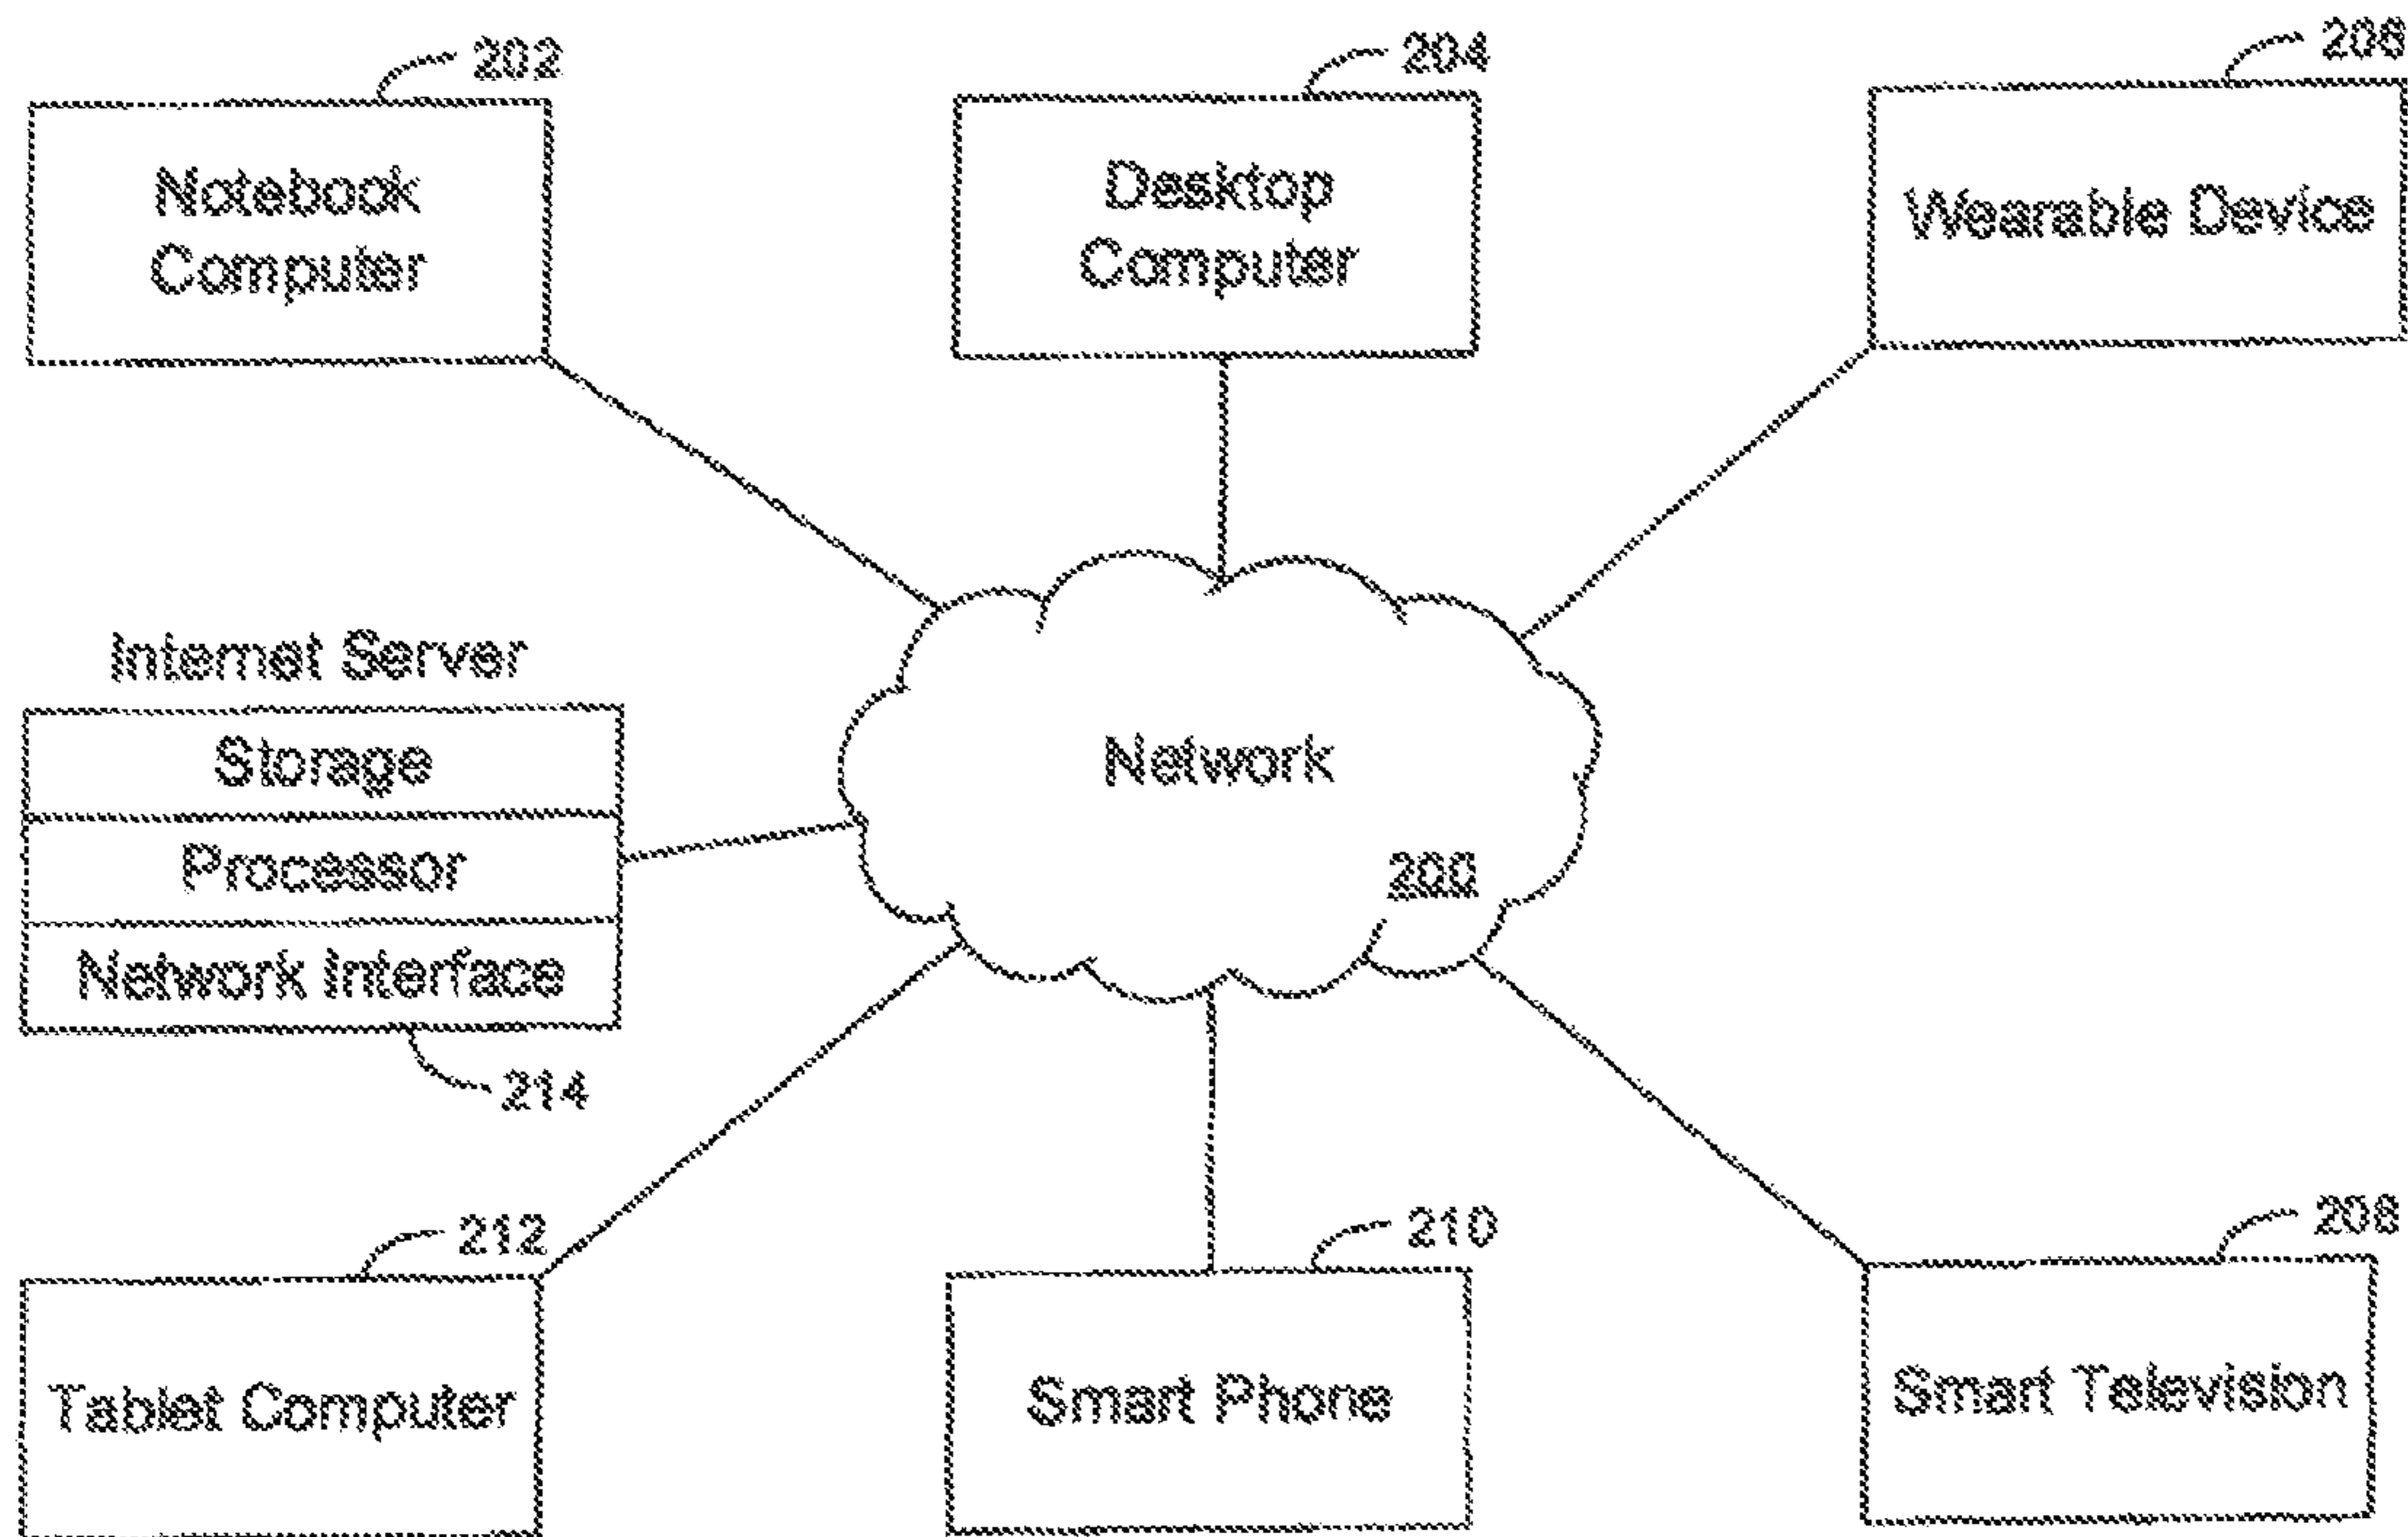 202
204
206
Notebook
Computer
Desktop
Computer
Wearable Device
Internet Server
Storage
Processor
Network Interface
214
Network
200
212
210
208
Tablet Computer
Smart Phone
Smart Television